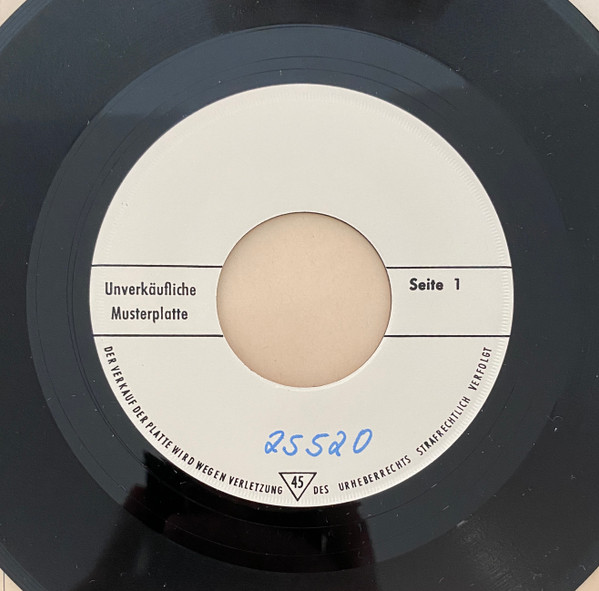 Unverkäufliche
Musterplatte
Seite 1
25520
DER VERKAUF DER PLATTE WIRD WEGEN VERLETZUNG 45 DES URHEBERRECHTS STRAFRECHTLICH VERFOLGT